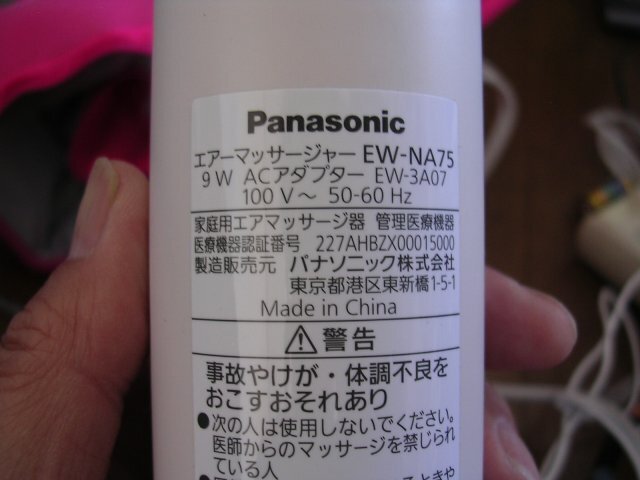 Panasonic
エアーマッサージャー EW-NA75
9W ACアダプター EW-3A07
100 V～ 50-60 Hz
家庭用エアマッサージ器 管理医療機器
医療機器認証番号 227AHBZX00015000
製造販売元 パナソニック株式会社
東京都港区東新橋1-5-1
Made in China
警告
事故やけが・体調不良を
おこすおそれあり
●次の人は使用しないでください。
医師からのマッサージを禁じられ
ている人